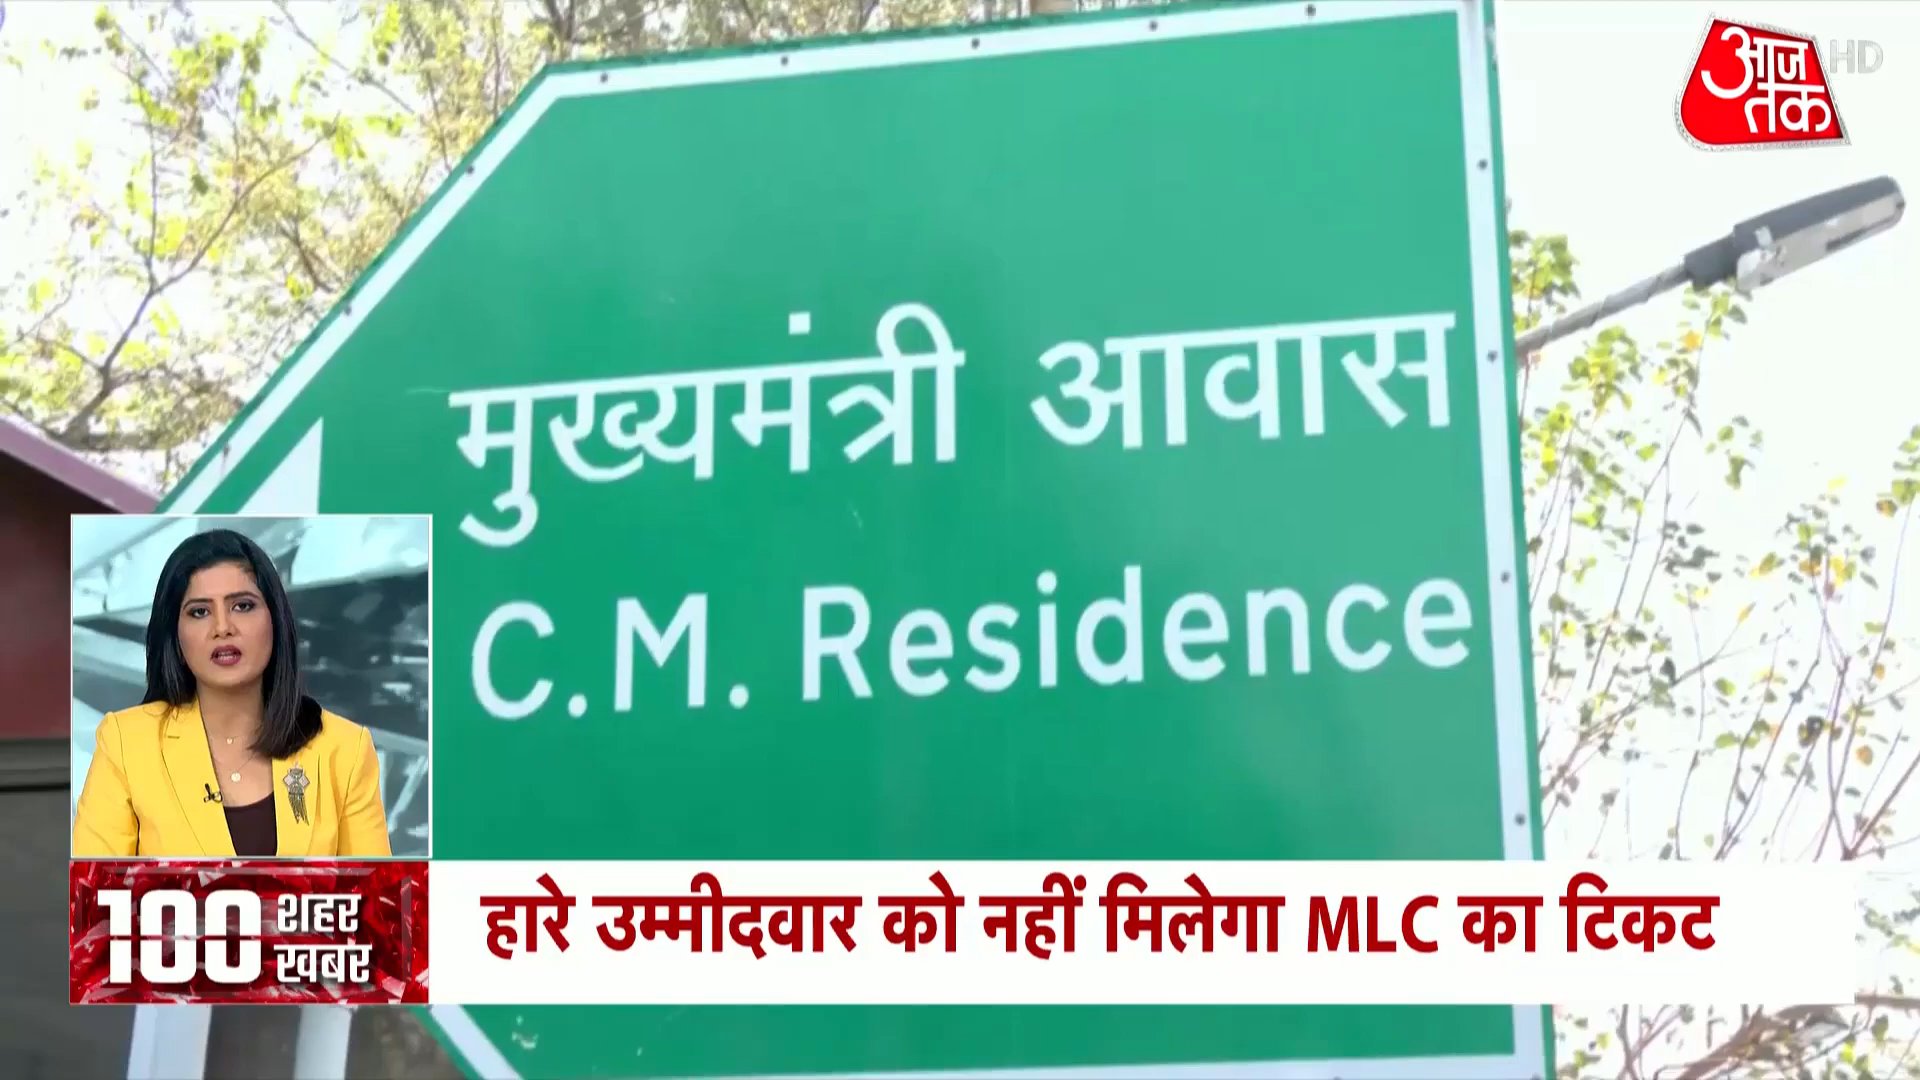 आज तक HD
मुख्यमंत्री आवास
C.M. Residence
100 शहर खबर
हारे उम्मीदवार को नहीं मिलेगा MLC का टिकट